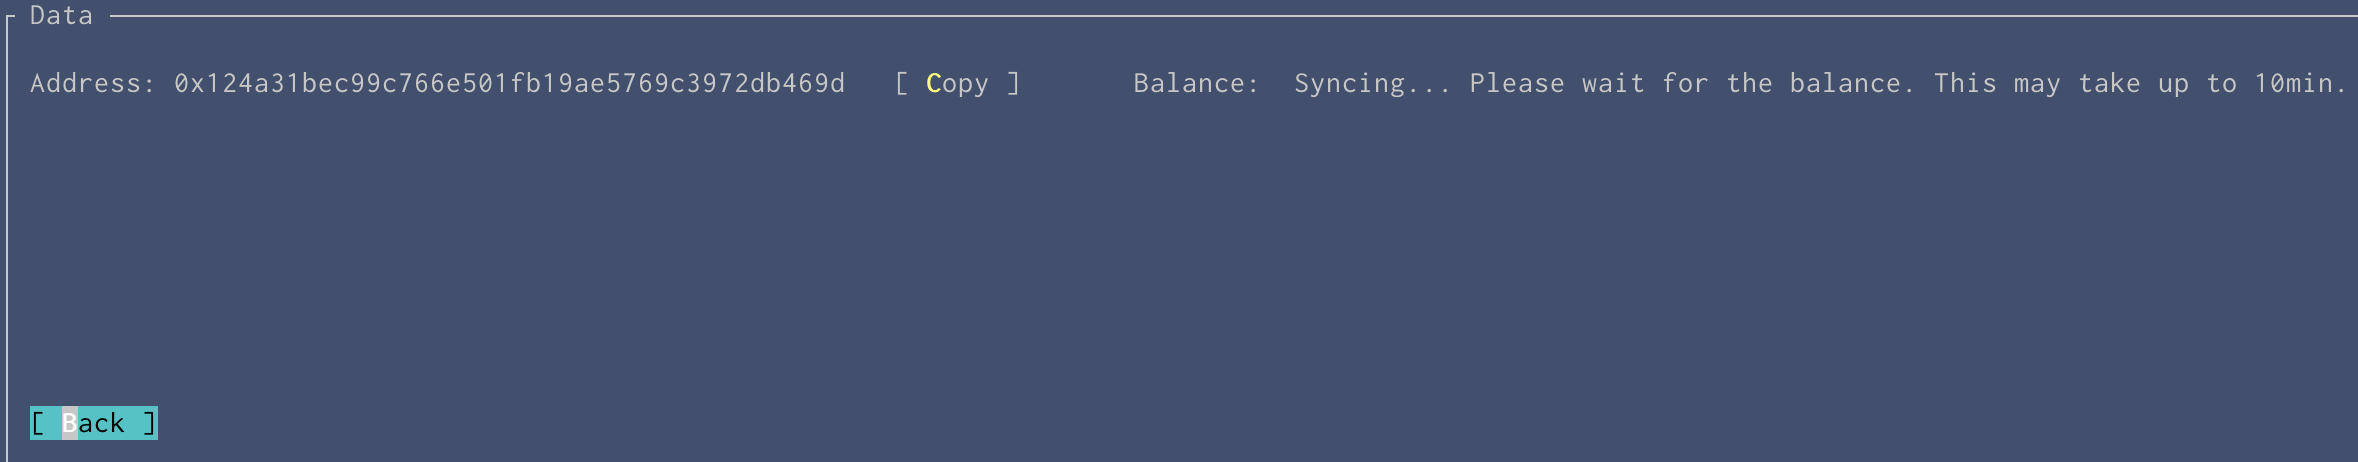 Data
Address: 0x124a31bec99c766e501fb19ae5769c3972db469d [ Copy ] Balance: Syncing... Please wait for the balance. This may take up to 10min.
[ Back ]